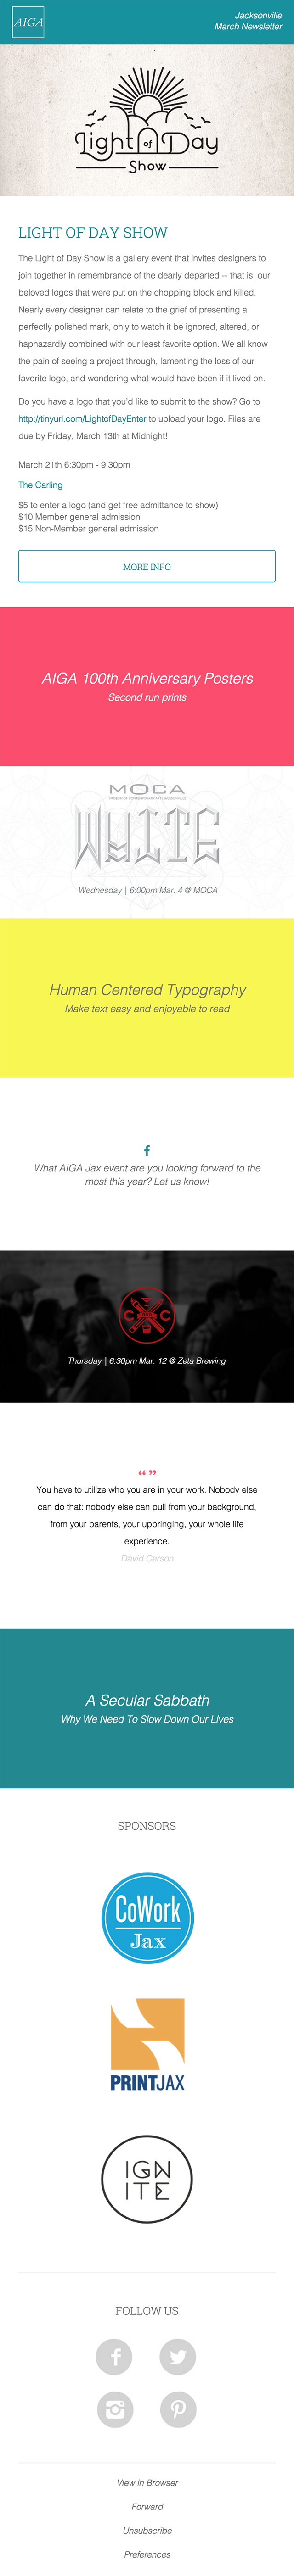 AIGA
Jacksonville
March Newsletter
Light of Day
Show
LIGHT OF DAY SHOW
The Light of Day Show is a gallery event that invites designers to
join together in remembrance of the dearly departed -- that is, our
beloved logos that were put on the chopping block and killed.
Nearly every designer can relate to the grief of presenting a
perfectly polished mark, only to watch it be ignored, altered, or
haphazardly combined with our least favorite option. We all know
the pain of seeing a project through, lamenting the loss of our
favorite logo, and wondering what would have been if it lived on.
Do you have a logo that you'd like to submit to the show? Go to
http://tinyurl.com/LightofDayEnter to upload your logo. Files are
due by Friday, March 13th at Midnight!
March 21th 6:30pm - 9:30pm
The Carling
$5 to enter a logo (and get free admittance to show)
$10 Member general admission
$15 Non-Member general admission
MORE INFO
AIGA 100th Anniversary Posters
Second run prints
MOCA
WHITE
Wednesday | 6:00pm Mar. 4 @ MOCA
Human Centered Typography
Make text easy and enjoyable to read
What AIGA Jax event are you looking forward to the
most this year? Let us know!
C C
Thursday | 6:30pm Mar. 12 @ Zeta Brewing
“ ”
You have to utilize who you are in your work. Nobody else
can do that: nobody else can pull from your background,
from your parents, your upbringing, your whole life
experience.
David Carson
A Secular Sabbath
Why We Need To Slow Down Our Lives
SPONSORS
CoWork
Jax
PRINTJAX
IGN
ITE
FOLLOW US
View in Browser
Forward
Unsubscribe
Preferences